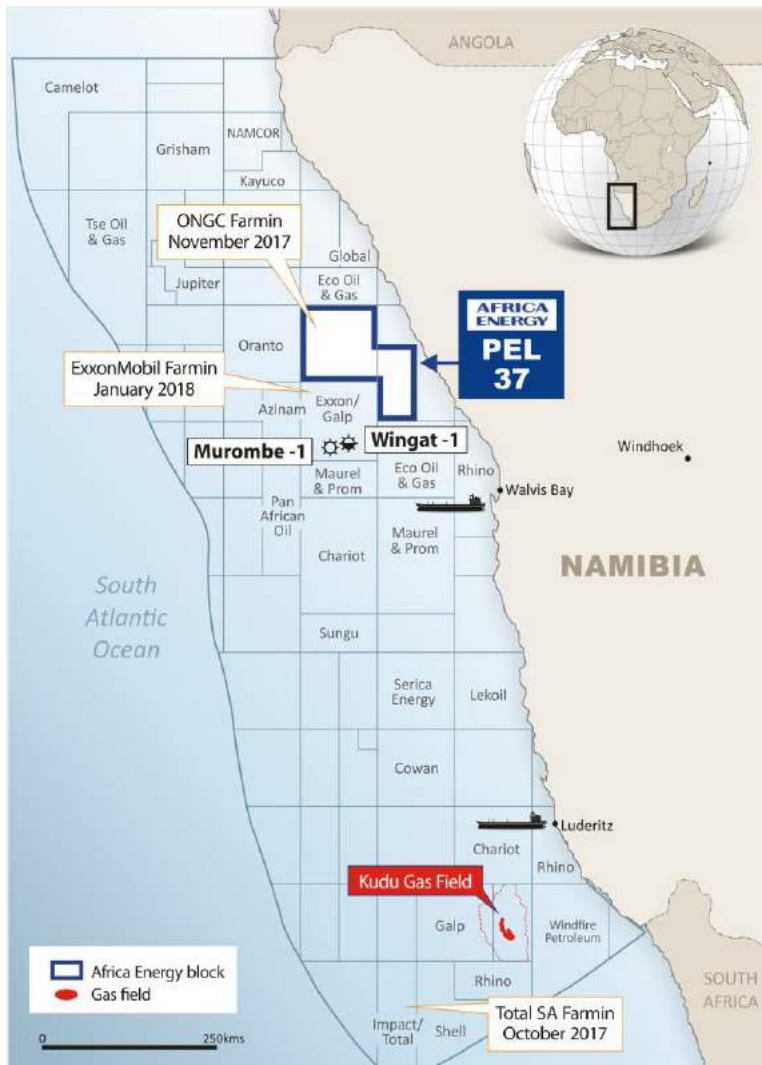 ANGOLA
Camelot
NAMCOR
Grisham
Kayuco
ONGC Farmin
November 2017
Tse Oil
& Gas
Global
Jupiter
Eco Oil
& Gas
AFRICA
ENERGY
PEL
37
Oranto
ExxonMobil Farmin
January 2018
Azinam
Exxon/
Galp
Murombe -1
Wingat -1
Windhoek
Maurel
& Prom
Eco Oil
& Gas
Rhino
Walvis Bay
Pan
African
Oil
Maurel
& Prom
Chariot
NAMIBIA
South
Atlantic
Ocean
Sungu
Serica
Energy
Lekoil
Cowan
Luderitz
Chariot
Rhino
Kudu Gas Field
Galp
Windfire
Petroleum
Africa Energy block
Gas field
Rhino
SOUTH
AFRICA
Total SA Farmin
October 2017
Impact/
Total
Shell
0
250kms